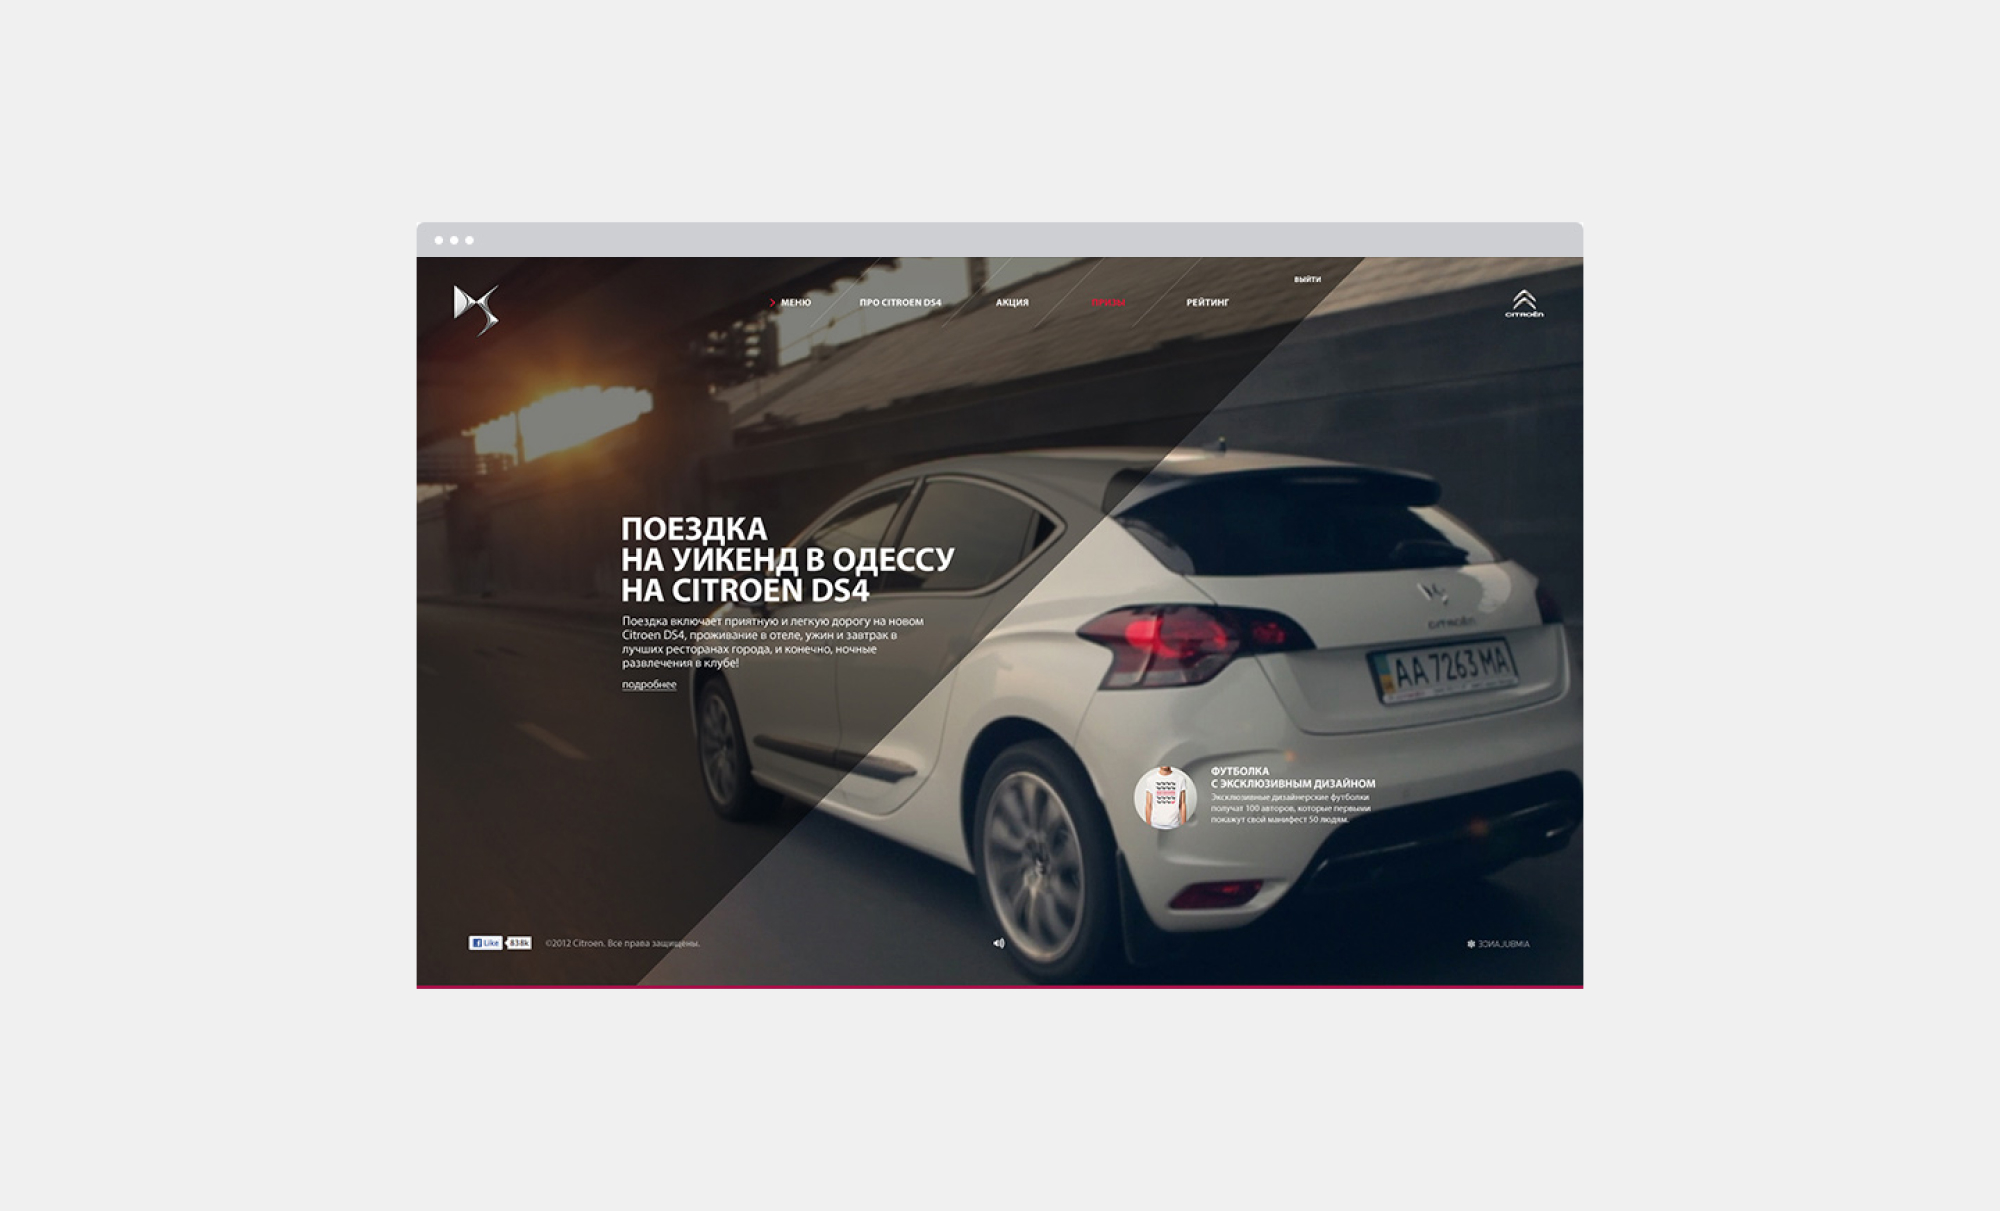 ВЫЙТИ
МЕНЮ
ПРО CITROEN DS4
АКЦИЯ
ПРИЗЫ
РЕЙТИНГ
CITROËN
ПОЕЗДКА
НА УИКЕНД В ОДЕССУ
НА CITROEN DS4
Поездка включает приятную и легкую дорогу на новом
Citroen DS4, проживание в отеле, ужин и завтрак в
лучших ресторанах города, и конечно, ночные
развлечения в клубе!
подробнее
CITROËN
AA 7263 MA
ФУТБОЛКА
С ЭКСКЛЮЗИВНЫМ ДИЗАЙНОМ
Эксклюзивные дизайнерские футболки
получат 100 авторов, которые первыми
покажут свой манифест 50 людям.
Like 838k
©2012 Citroen. Все права защищены.
AMBULANCE